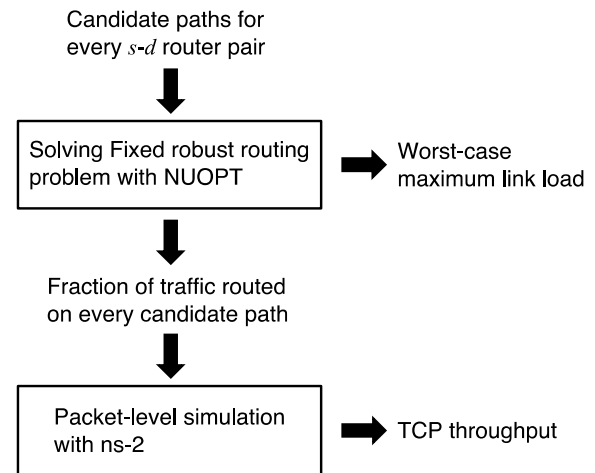 Candidate paths for
every s-d router pair
Solving Fixed robust routing
problem with NUOPT
Worst-case
maximum link load
Fraction of traffic routed
on every candidate path
Packet-level simulation
with ns-2
TCP throughput